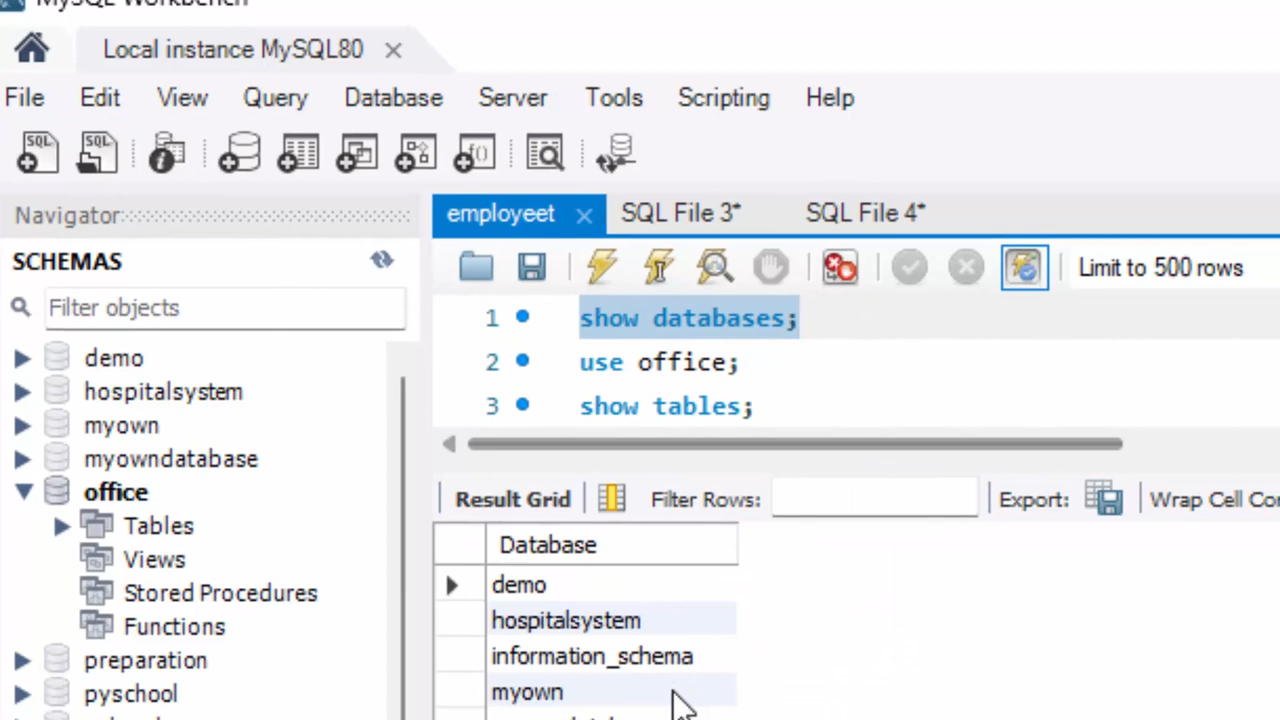 MySQL Workbench
Local instance MySQL80
File Edit View Query Database Server Tools Scripting Help
SQL SQL
Navigator
employeet SQL File 3* SQL File 4*
SCHEMAS
Limit to 500 rows
Filter objects
1 show databases;
2 use office;
3 show tables;
demo
hospitalsystem
myown
myowndatabase
office
Tables
Views
Stored Procedures
Functions
preparation
pyschool
Result Grid Filter Rows: Export: Wrap Cell Con
Database
demo
hospitalsystem
information_schema
myown